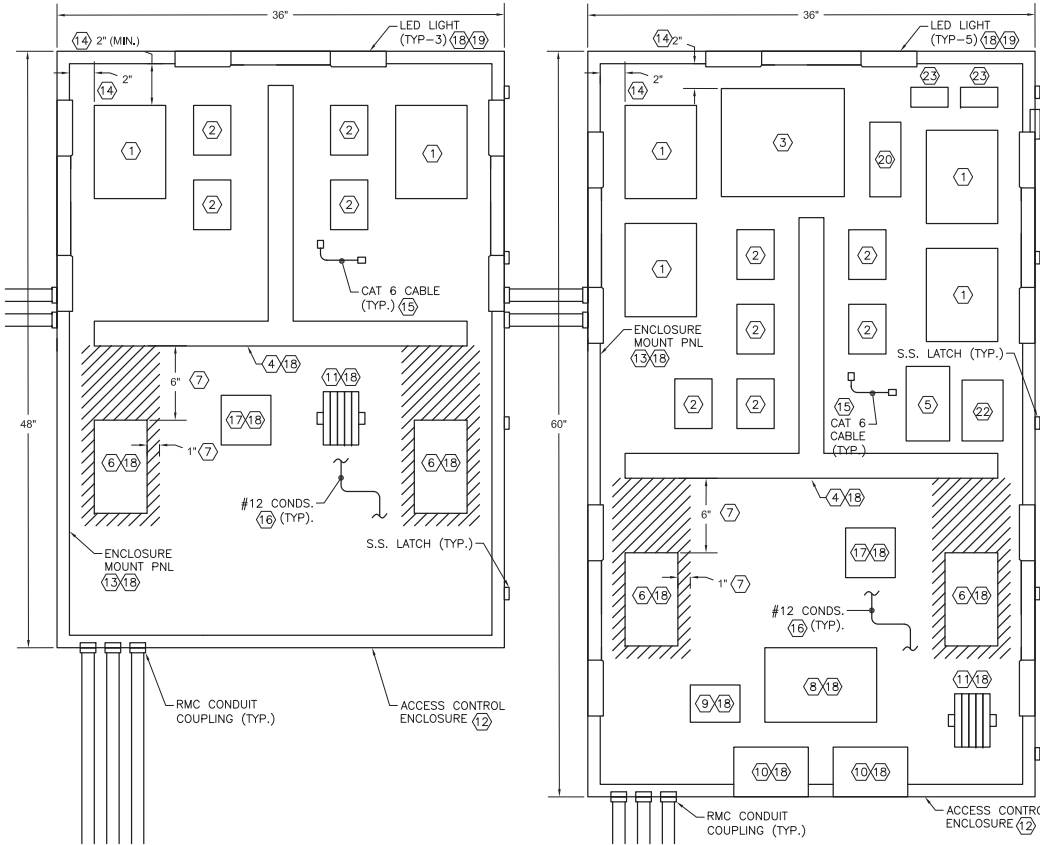 36"
LED LIGHT
(TYP-3) 18 19
14 2" (MIN.)
2"
14
1
2
2
1
2
2
CAT 6 CABLE
(TYP.) 15
48"
6" 7
4 18
11 18
17 18
1" 7
6 18
6 18
#12 CONDS.
16 (TYP).
S.S. LATCH (TYP.)
ENCLOSURE
MOUNT PNL
13 18
RMC CONDUIT
COUPLING (TYP.)
ACCESS CONTROL
ENCLOSURE 12
36"
LED LIGHT
(TYP-5) 18 19
14 2"
2"
14
23
23
1
3
20
1
1
2
2
1
ENCLOSURE
MOUNT PNL
13 18
2
2
S.S. LATCH (TYP.)
2
2
15
CAT 6
CABLE
(TYP.)
5
22
60"
4 18
6" 7
17 18
1" 7
6 18
6 18
#12 CONDS.
16 (TYP).
8 18
9 18
11 18
10 18
10 18
RMC CONDUIT
COUPLING (TYP.)
ACCESS CONTRO
ENCLOSURE 12